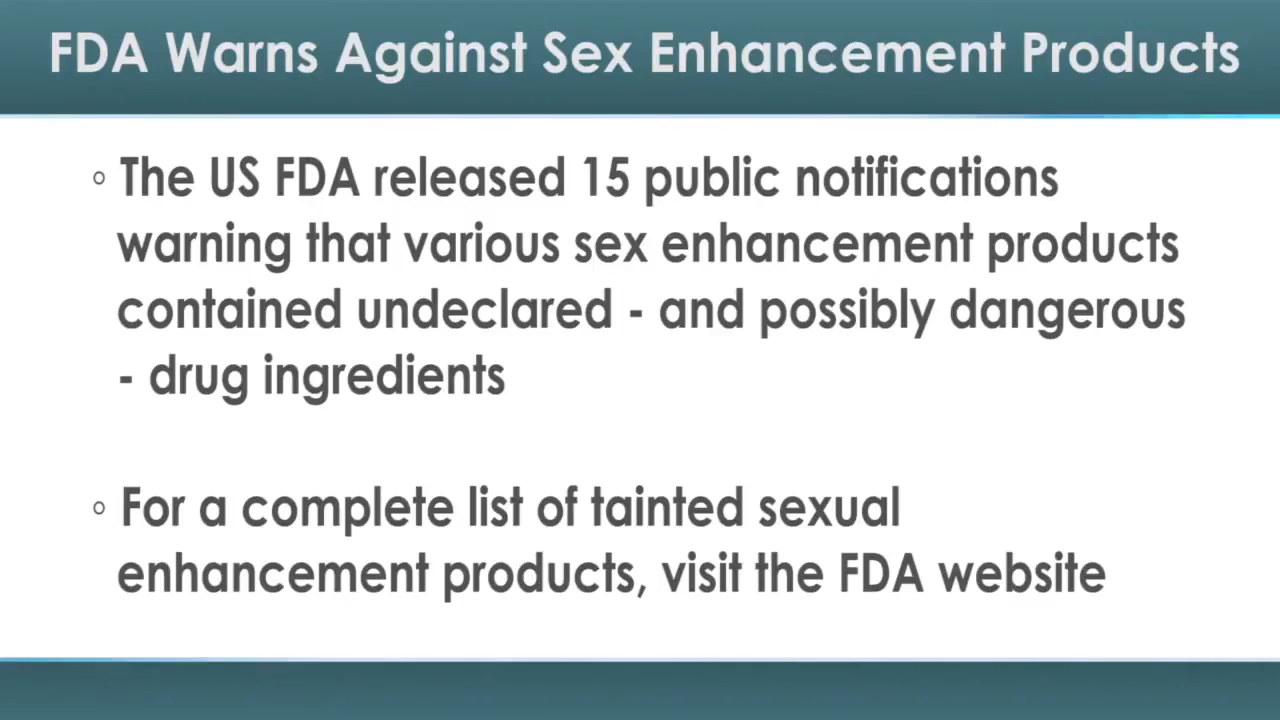 FDA Warns Against Sex Enhancement Products
◦ The US FDA released 15 public notifications
warning that various sex enhancement products
contained undeclared - and possibly dangerous
- drug ingredients
◦ For a complete list of tainted sexual
enhancement products, visit the FDA website